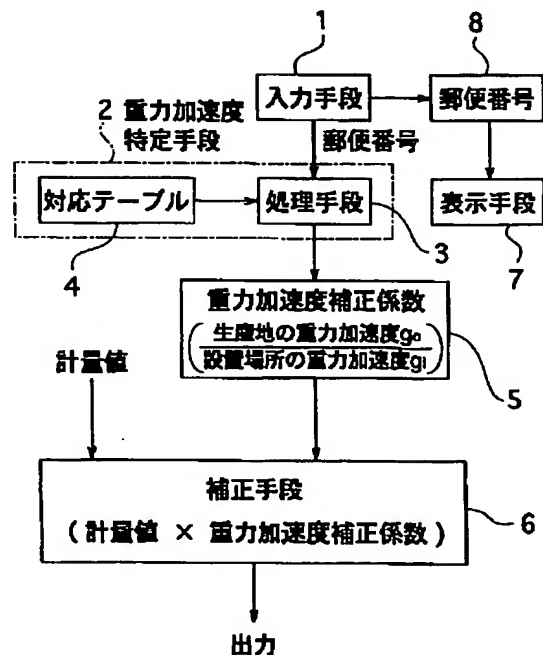 1
8
入力手段
郵便番号
2 重力加速度
特定手段
郵便番号
対応テーブル
処理手段
表示手段
4
3
7
重力加速度補正係数
生産地の重力加速度g₀
設置場所の重力加速度gi
計量値
5
補正手段
( 計量値 × 重力加速度補正係数 )
6
出力